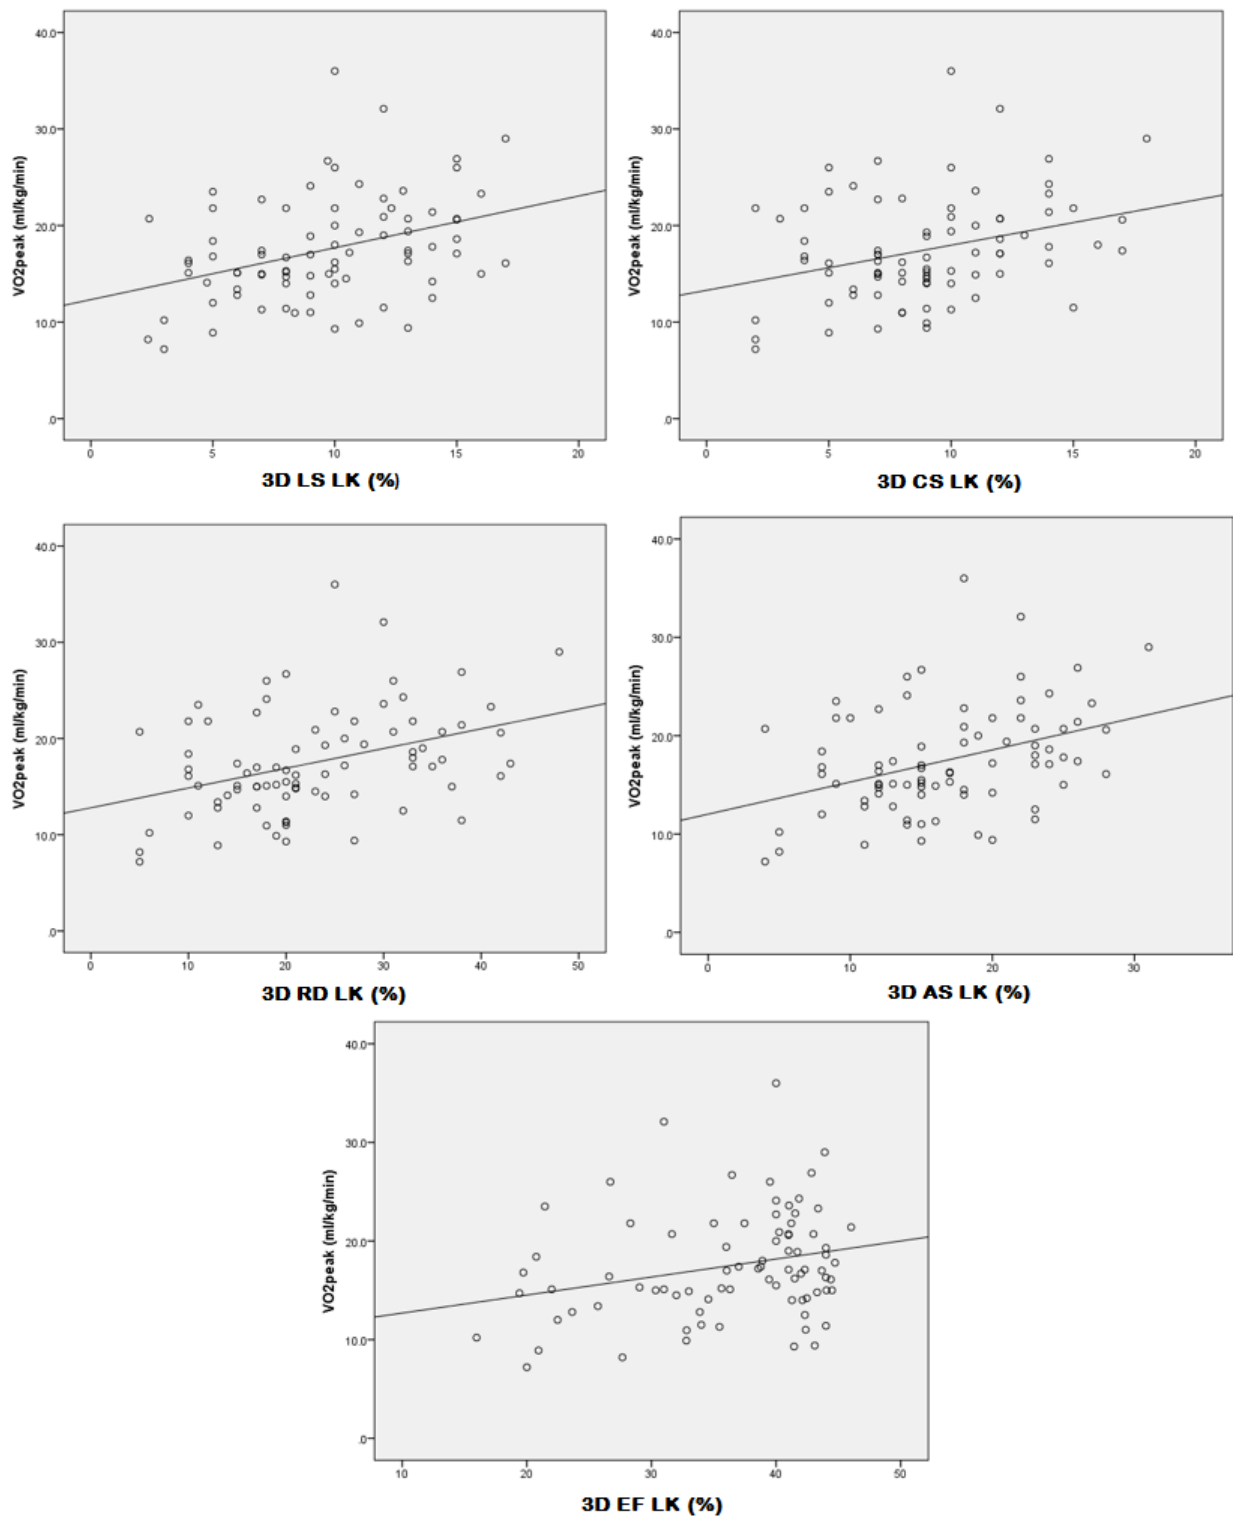 40.0
30.0
20.0
10.0
.0
VO2peak (ml/kg/min)
0 5 10 15 20
3D LS LK (%)
40.0
30.0
20.0
10.0
.0
VO2peak (ml/kg/min)
0 5 10 15 20
3D CS LK (%)
40.0
30.0
20.0
10.0
.0
VO2peak (ml/kg/min)
0 10 20 30 40 50
3D RD LK (%)
40.0
30.0
20.0
10.0
.0
VO2peak (ml/kg/min)
0 10 20 30
3D AS LK (%)
40.0
30.0
20.0
10.0
.0
VO2peak (ml/kg/min)
10 20 30 40 50
3D EF LK (%)